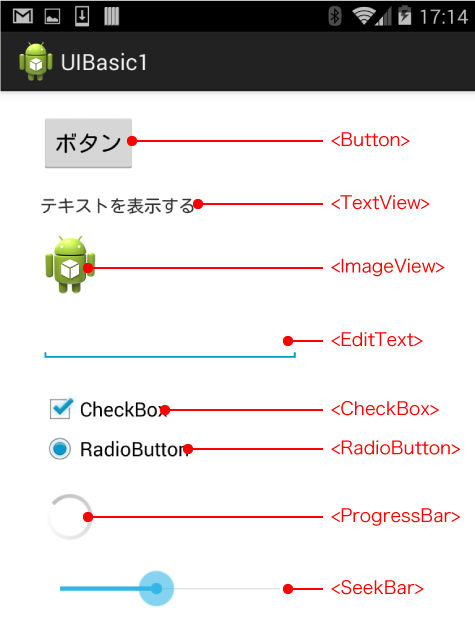 17:14
UIBasic1
ボタン
<Button>
テキストを表示する
<TextView>
<ImageView>
<EditText>
CheckBox
<CheckBox>
RadioButton
<RadioButton>
<ProgressBar>
<SeekBar>